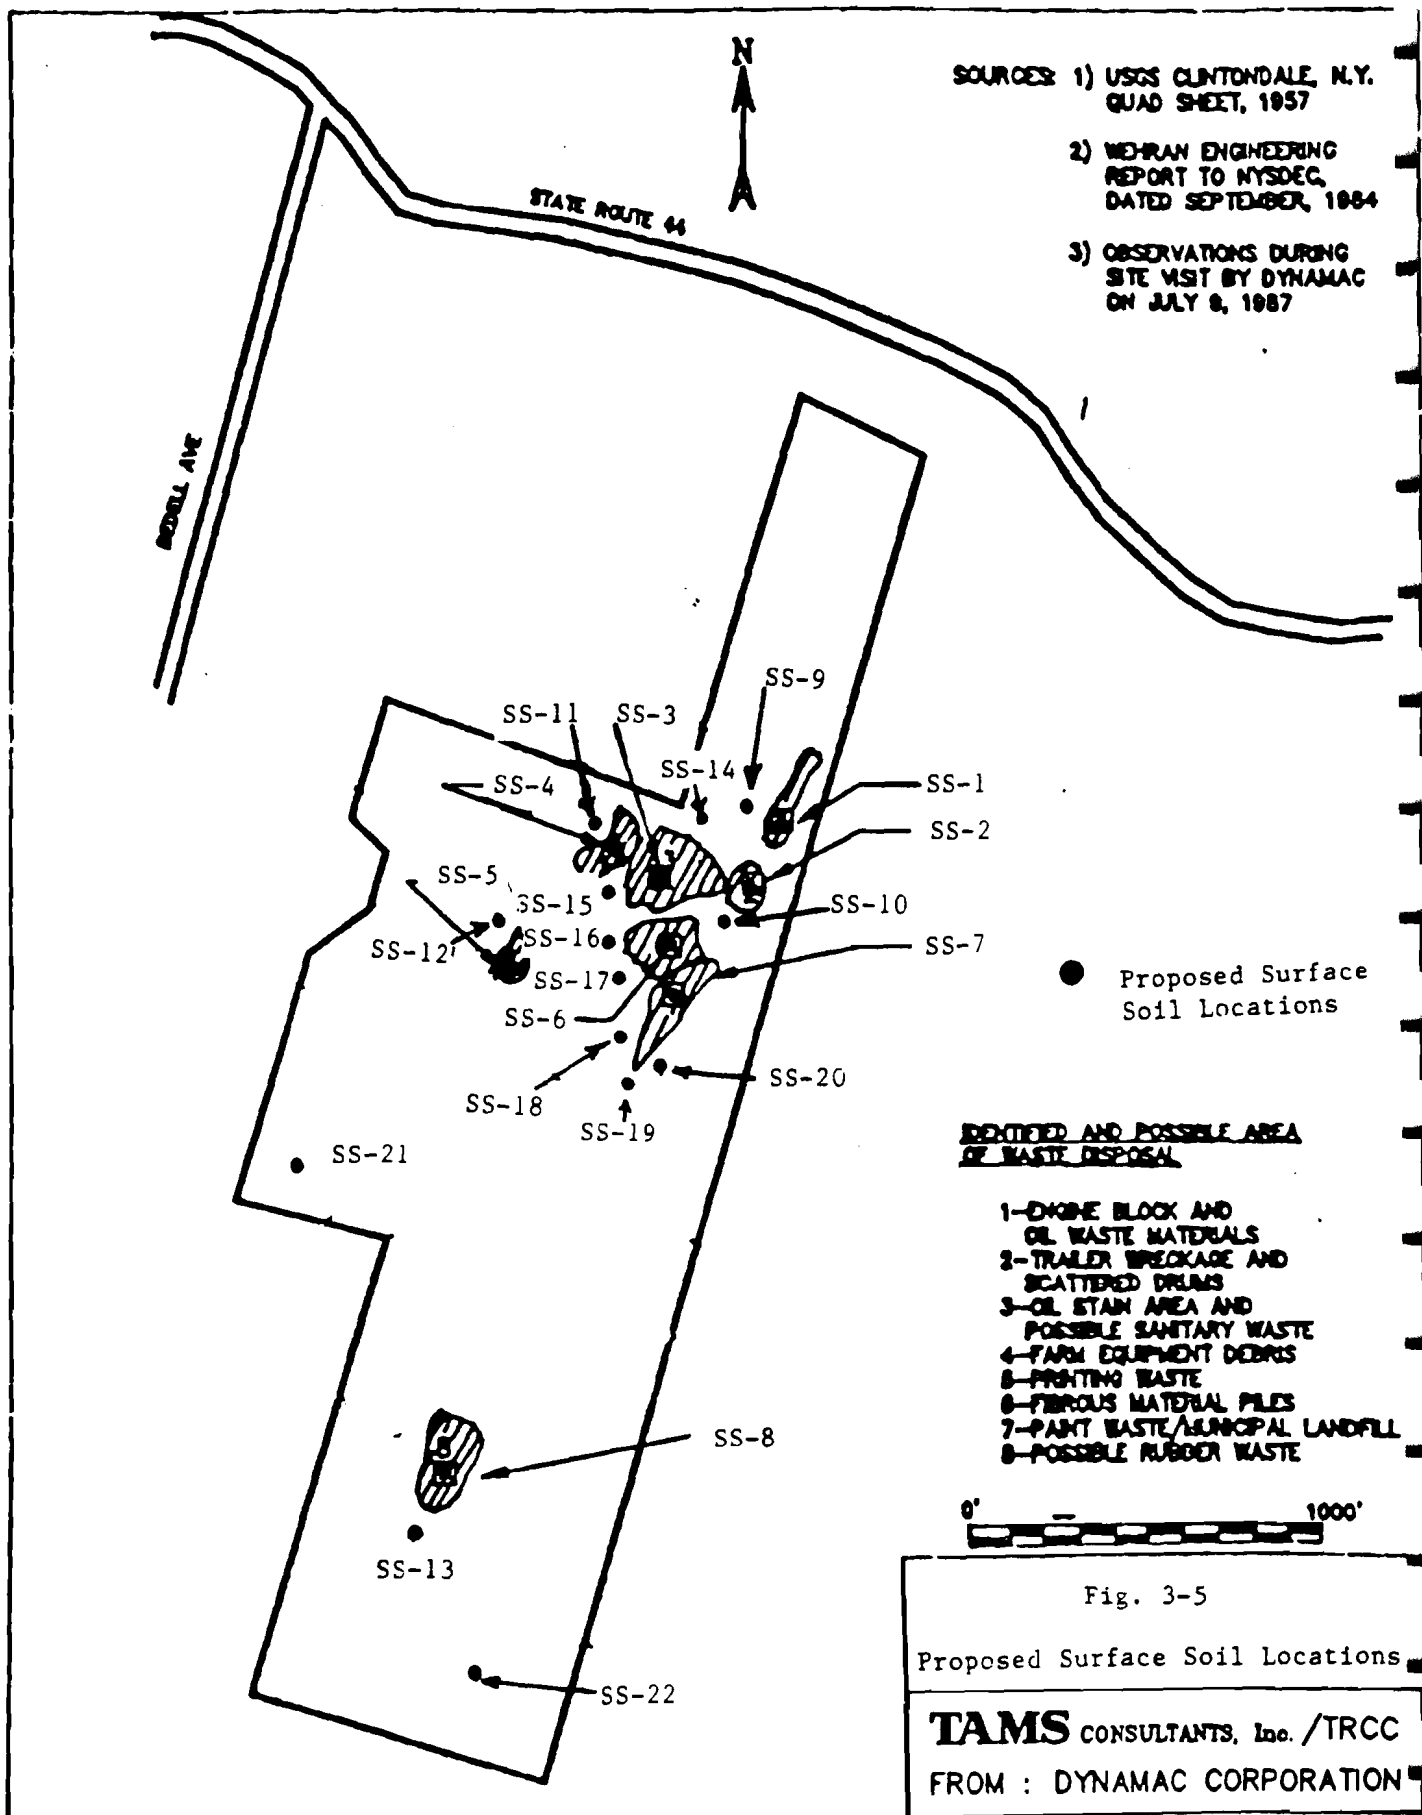 N
SOURCES: 1) USGS CLINTONDALE, N.Y.
QUAD SHEET, 1957
2) WEHRAN ENGINEERING
REPORT TO NYSDEC,
DATED SEPTEMBER, 1984
3) OBSERVATIONS DURING
SITE VISIT BY DYNAMAC
ON JULY 9, 1987
STATE ROUTE 44
BEDELL AVE
SS-9
SS-11
SS-3
SS-14
SS-4
SS-1
SS-2
SS-5
SS-15
SS-10
SS-12
SS-16
SS-7
SS-17
SS-6
SS-20
SS-18
SS-19
SS-21
SS-8
SS-13
SS-22
Proposed Surface
Soil Locations
IDENTIFIED AND POSSIBLE AREA
OF WASTE DISPOSAL
1-ENGINE BLOCK AND
OIL WASTE MATERIALS
2-TRAILER WRECKAGE AND
SCATTERED DRUMS
3-OIL STAIN AREA AND
POSSIBLE SANITARY WASTE
4-FARM EQUIPMENT DEBRIS
5-PRINTING WASTE
6-FIBROUS MATERIAL PILES
7-PAINT WASTE/MUNICIPAL LANDFILL
8-POSSIBLE RUBBER WASTE
0' 1000'
Fig. 3-5
Proposed Surface Soil Locations
TAMS CONSULTANTS, Inc. /TRCC
FROM : DYNAMAC CORPORATION